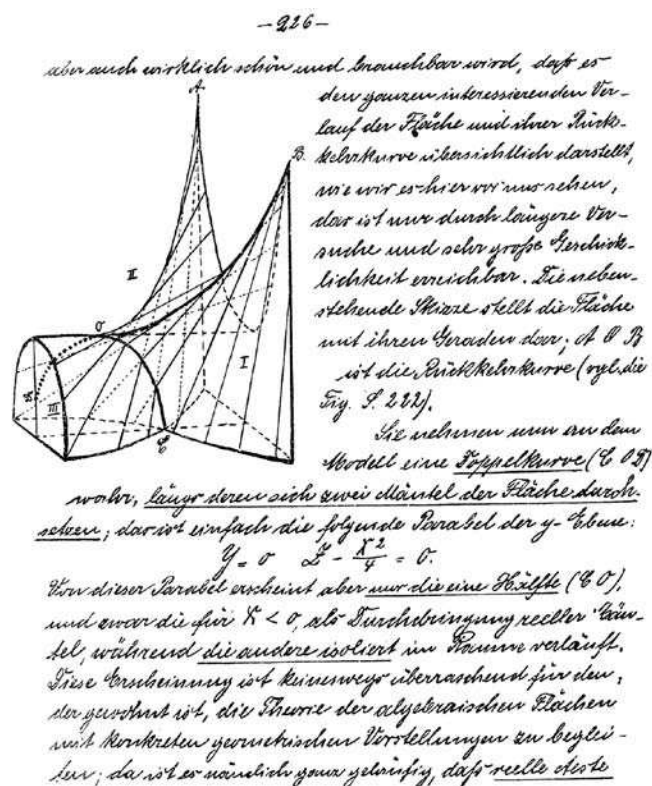 -226-
aber auch wirklich schön und brauchbar wird, daß es
den ganzen interessierenden Ver-
lauf der Fläche und ihrer Rück-
kehrkurve übersichtlich darstellt,
wie wir es hier vor uns sehen,
das ist nur durch längere Ver-
suche und sehr große Geschick-
lichkeit erreichbar. Die neben-
stehende Skizze stellt die Fläche
mit ihren Geraden dar; A O B
ist die Rückkehrkurve (vgl. die
Fig. S. 222).
Sie nehmen nun an dem
Modell eine Doppelkurve (C O D)
wahr, längs deren sich zwei Mäntel der Fläche durch-
setzen; das ist einfach die folgende Parabel der y-Ebene:
Y = 0 Z - X²/4 = 0.
Von dieser Parabel erscheint aber nur die eine Hälfte (C O),
und zwar die für X < 0, als Durchdringung reeller Män-
tel, während die andere isoliert im Raume verläuft.
Diese Erscheinung ist keineswegs überraschend für den,
der gewohnt ist, die Theorie der algebraischen Flächen
mit konkreten geometrischen Vorstellungen zu beglei-
ten; da ist es nämlich ganz geläufig, daß reelle Aeste
A
B
II
O
I
III
D
C